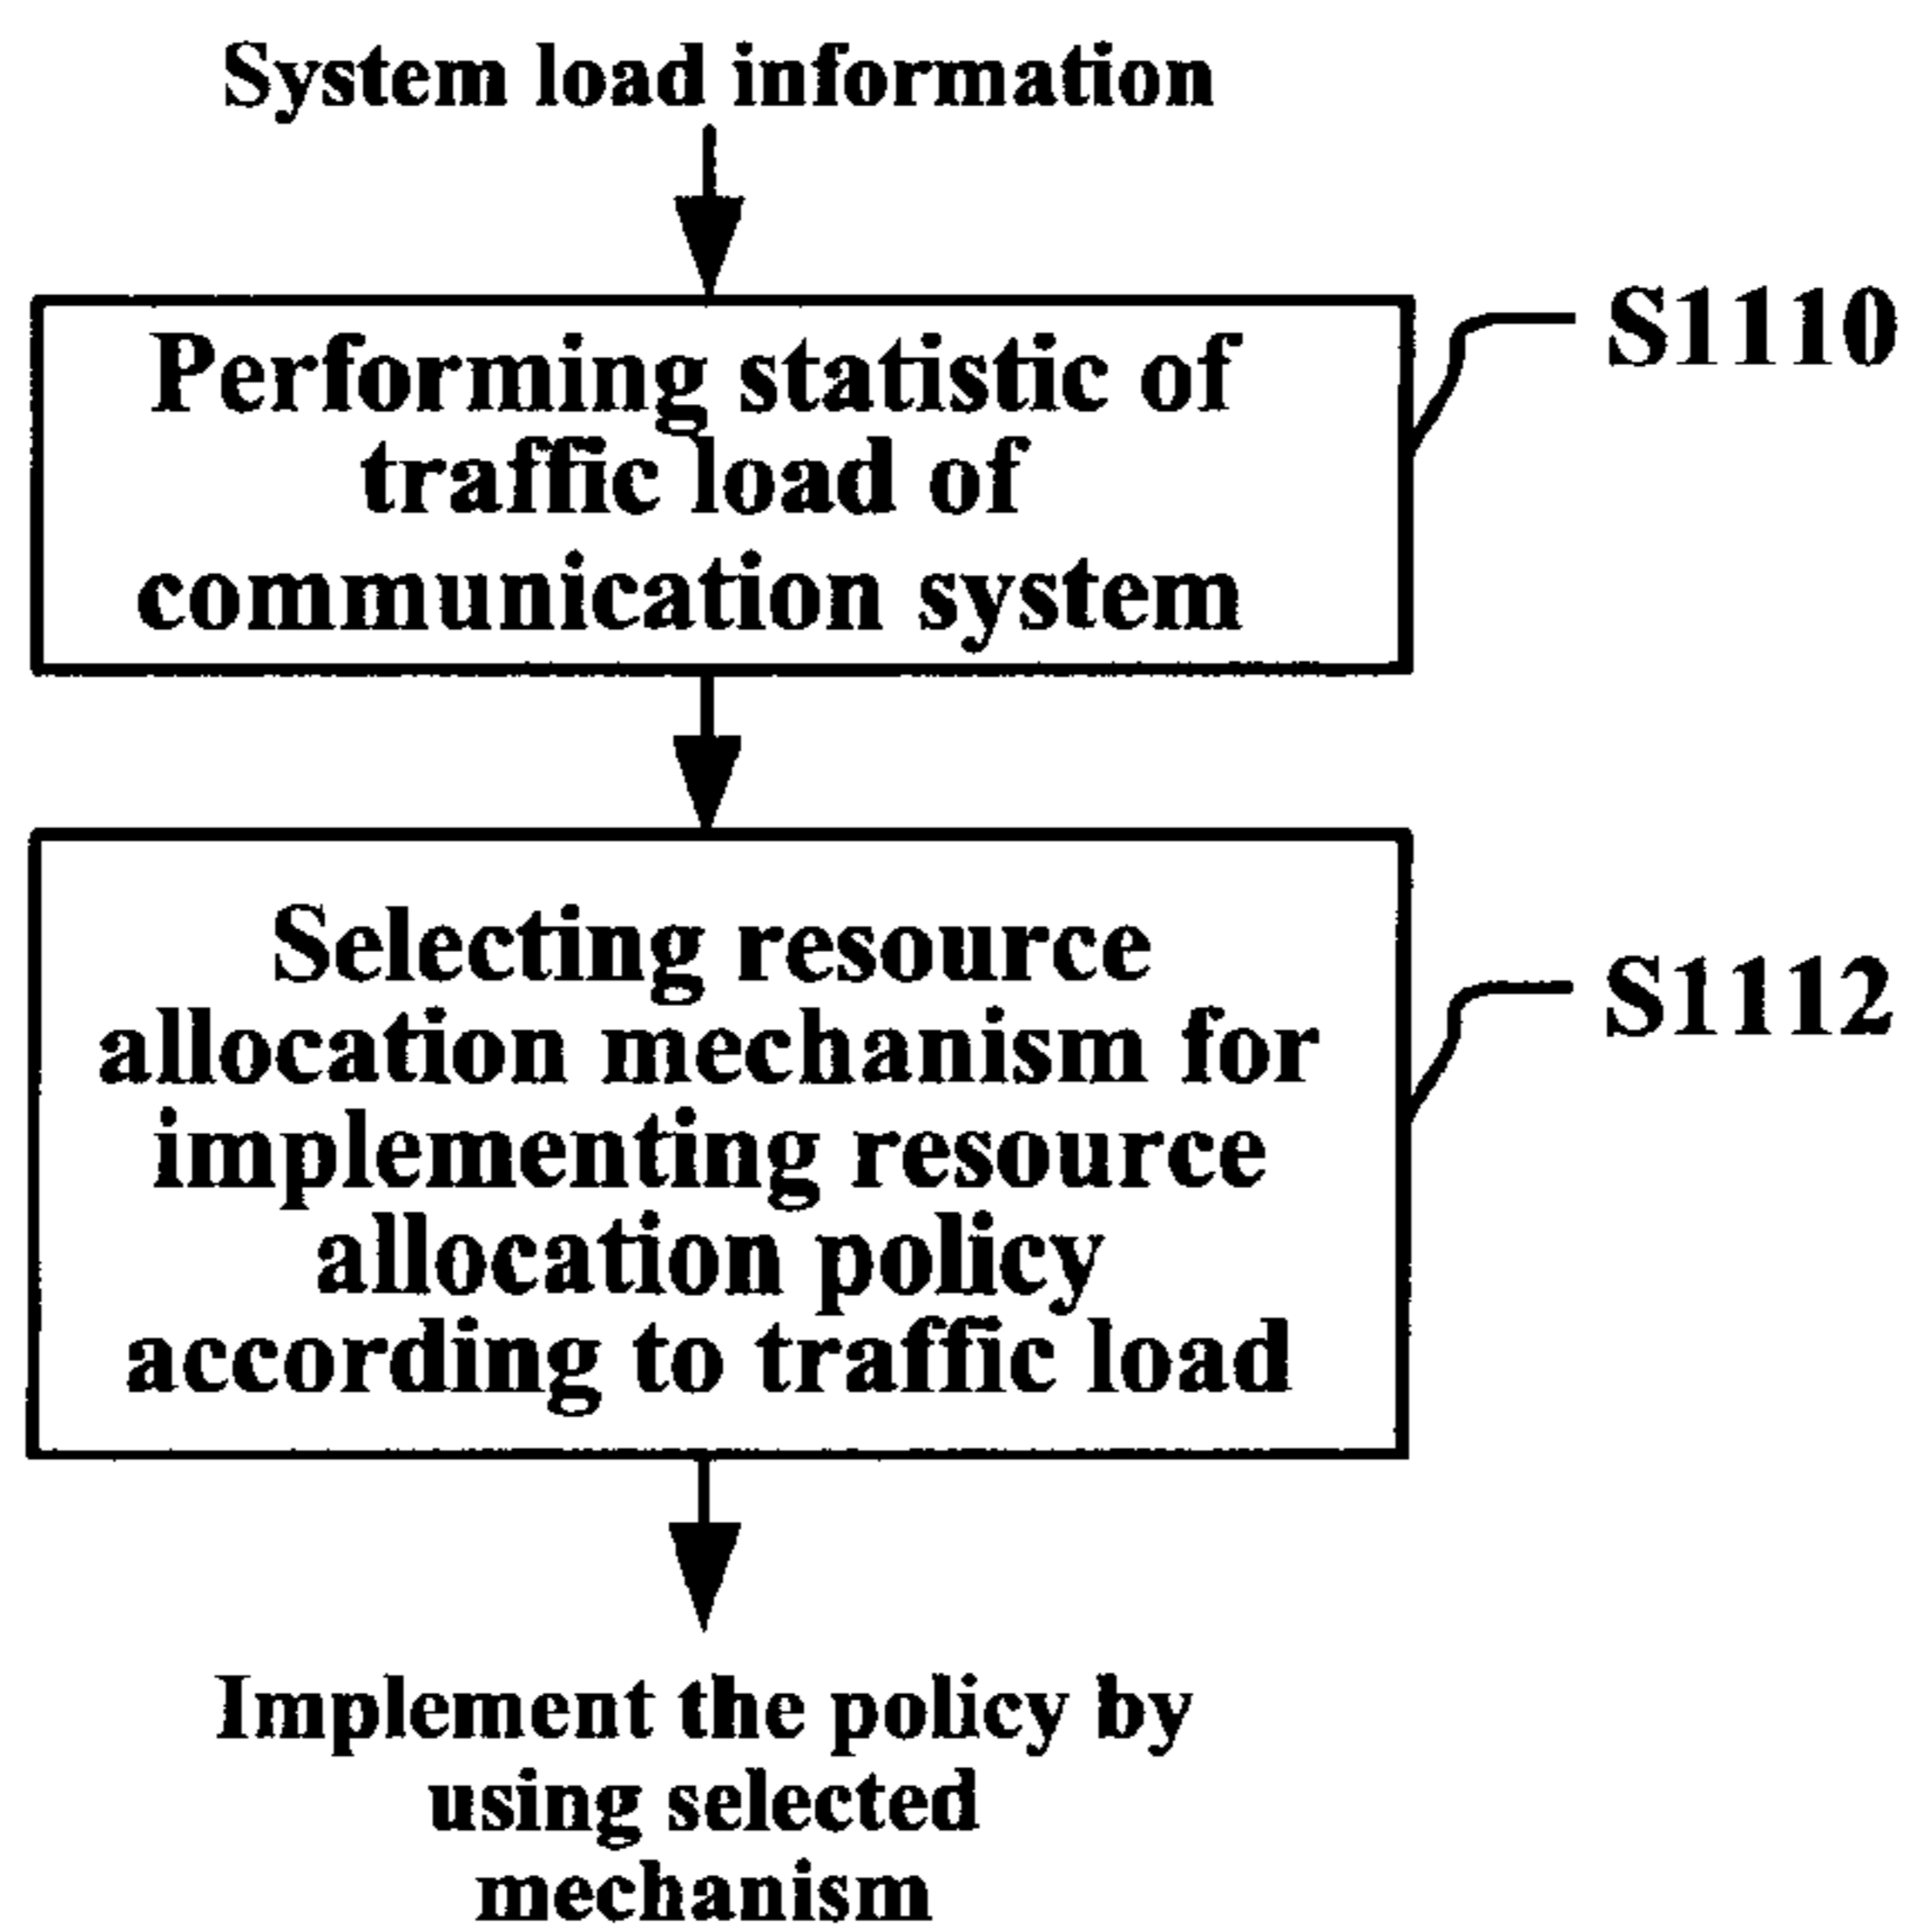 System load information
Performing statistic of
traffic load of
communication system
S1110
Selecting resource
allocation mechanism for
implementing resource
allocation policy
according to traffic load
S1112
Implement the policy by
using selected
mechanism